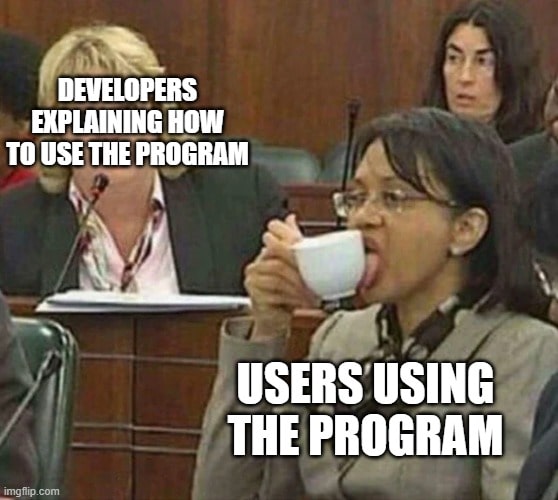 DEVELOPERS
EXPLAINING HOW
TO USE THE PROGRAM
USERS USING
THE PROGRAM
imgflip.com